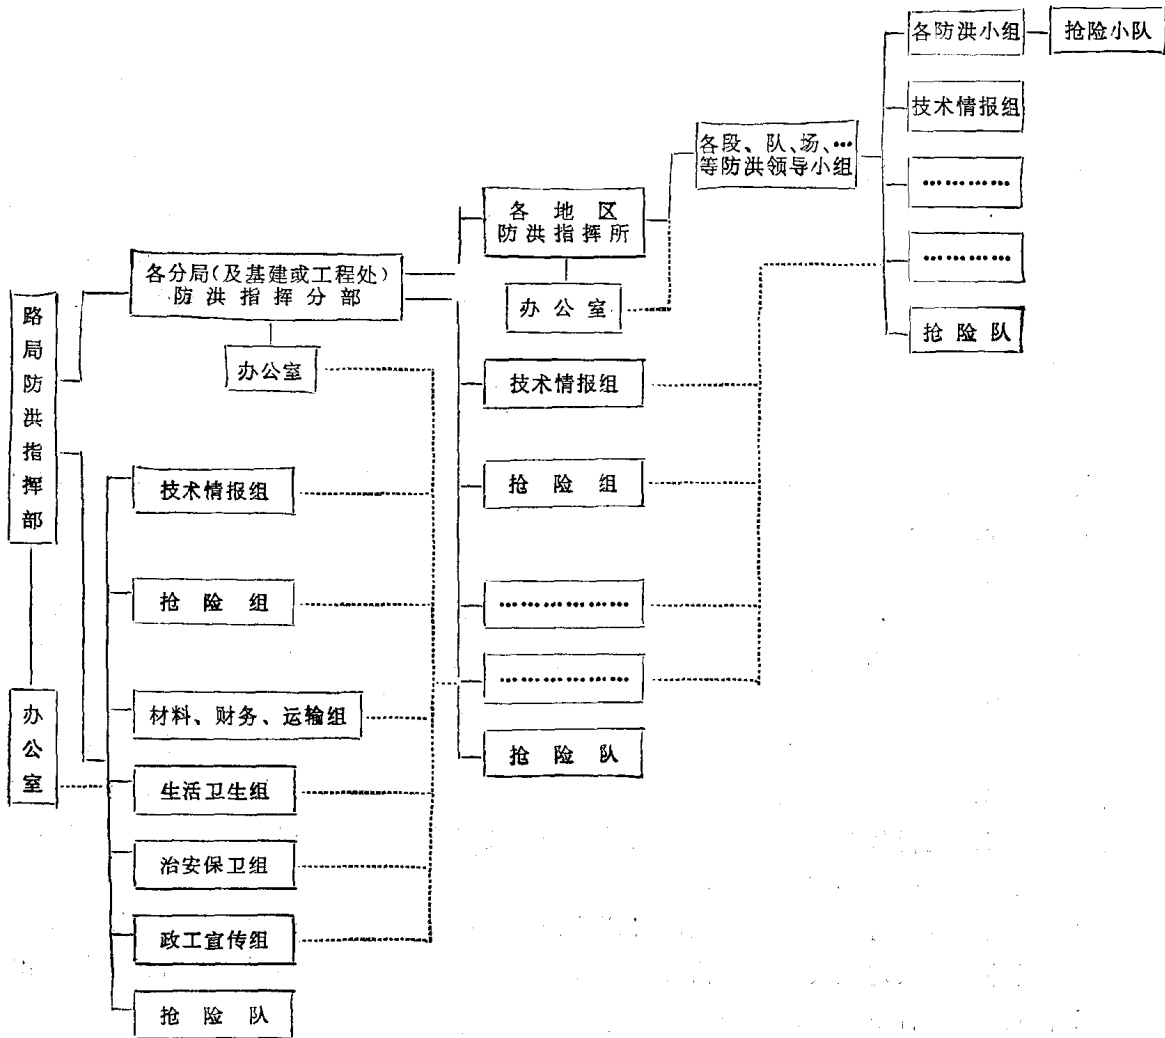 路局防洪指挥部
办公室
各分局(及基建或工程处)
防洪指挥分部
办公室
技术情报组
抢险组
材料、财务、运输组
生活卫生组
治安保卫组
政工宣传组
抢险队
各地区
防洪指挥所
办公室
技术情报组
抢险组
………………
………………
抢险队
各段、队、场、…
等防洪领导小组
各防洪小组
抢险小队
技术情报组
…………
…………
抢险队